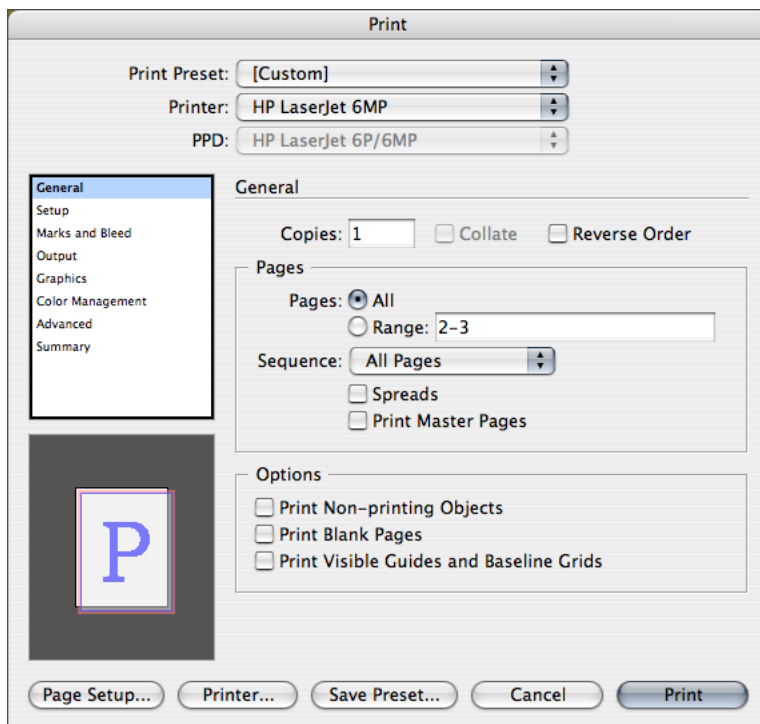 Print
Print Preset: [Custom]
Printer: HP LaserJet 6MP
PPD: HP LaserJet 6P/6MP
General
Setup
Marks and Bleed
Output
Graphics
Color Management
Advanced
Summary
General
Copies: 1 Collate Reverse Order
Pages
Pages: All
Range: 2-3
Sequence: All Pages
Spreads
Print Master Pages
P
Options
Print Non-printing Objects
Print Blank Pages
Print Visible Guides and Baseline Grids
Page Setup... Printer... Save Preset... Cancel Print